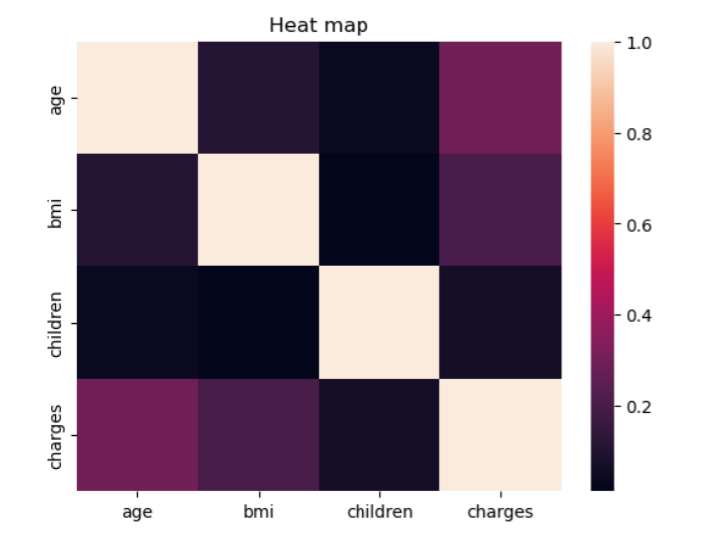 Heat map
age
bmi
children
charges
age bmi children charges
1.0
0.8
0.6
0.4
0.2